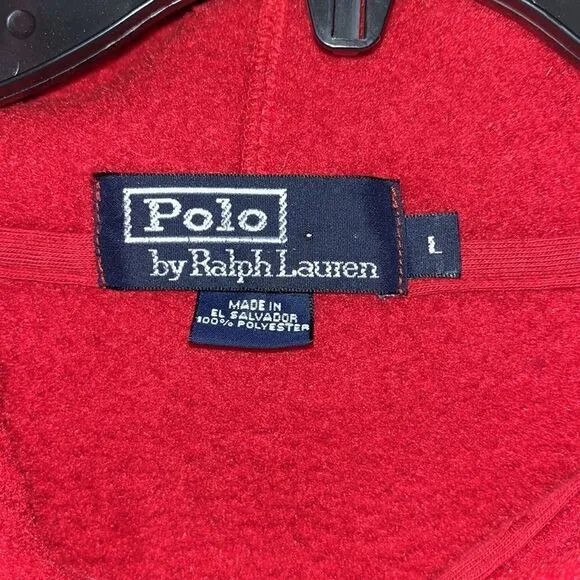 Polo
by Ralph Lauren
L
MADE IN
EL SALVADOR
100% POLYESTER